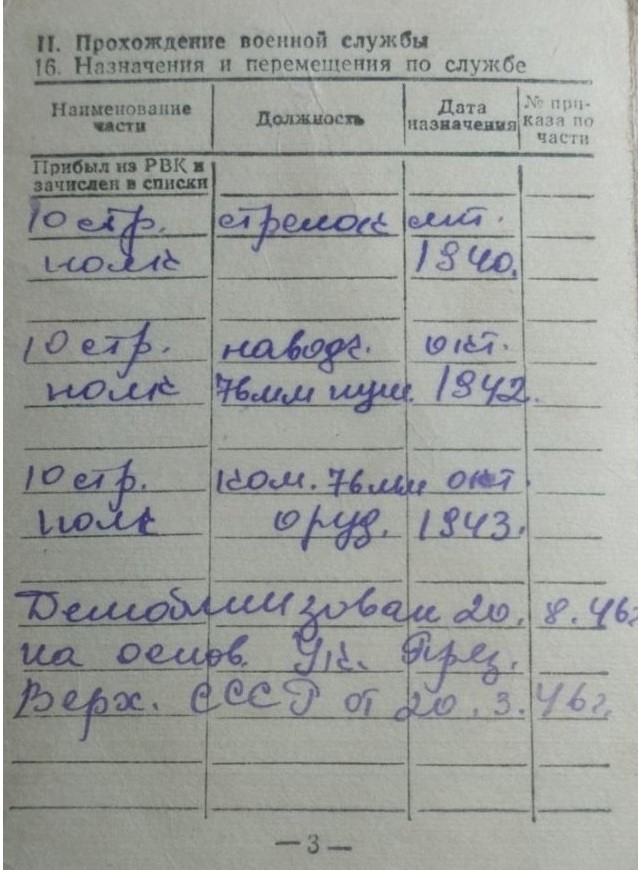 II. Прохождение военной службы
16. Назначения и перемещения по службе
Наименование части Должность Дата назначения № при-каза по части
Прибыл из РВК и зачислен в списки
10 стр. стрелок окт.
полк 1940.
10 стр. наводч. окт.
полк 76мм пуш. 1942.
10 стр. ком. 76мм окт.
полк оруд. 1943.
Демобилизован 20. 8. 46г
на основ. Ук. През.
Верх. СССР от 20. 3. 46г.
— 3 —